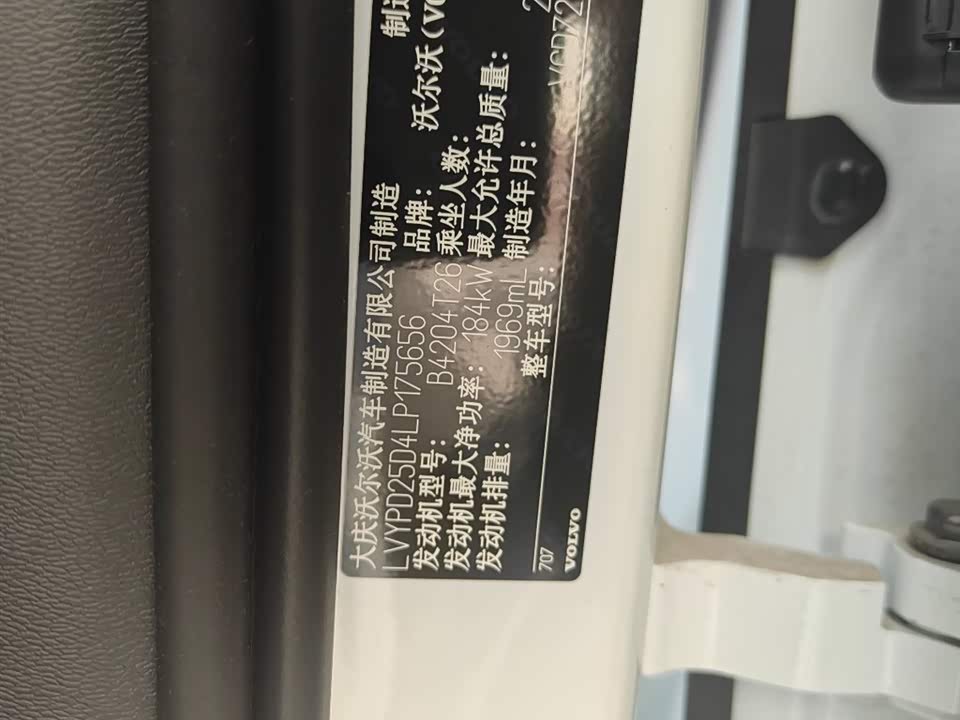 大庆沃尔沃汽车制造有限公司制造 制造
LVYPD25D4LP175656
发动机型号: B4204T26 品牌: 沃尔沃(VO
发动机最大净功率: 184kW 乘坐人数:
发动机排量: 1969mL 最大允许总质量:
制造年月:
整车型号:
707
VOLVO